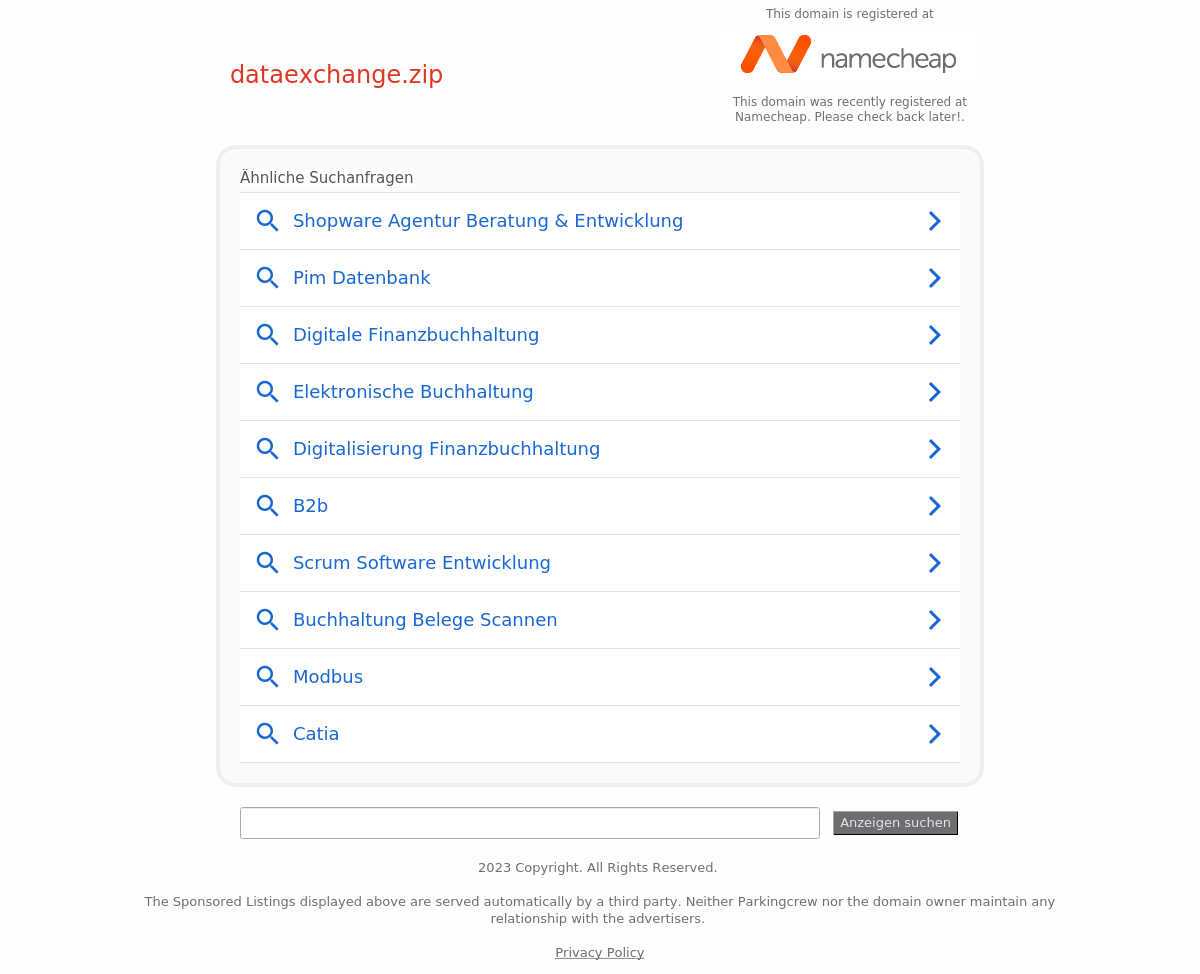 This domain is registered at
namecheap
dataexchange.zip
This domain was recently registered at
Namecheap. Please check back later!.
Ähnliche Suchanfragen
Shopware Agentur Beratung & Entwicklung
Pim Datenbank
Digitale Finanzbuchhaltung
Elektronische Buchhaltung
Digitalisierung Finanzbuchhaltung
B2b
Scrum Software Entwicklung
Buchhaltung Belege Scannen
Modbus
Catia
Anzeigen suchen
2023 Copyright. All Rights Reserved.
The Sponsored Listings displayed above are served automatically by a third party. Neither Parkingcrew nor the domain owner maintain any
relationship with the advertisers.
Privacy Policy